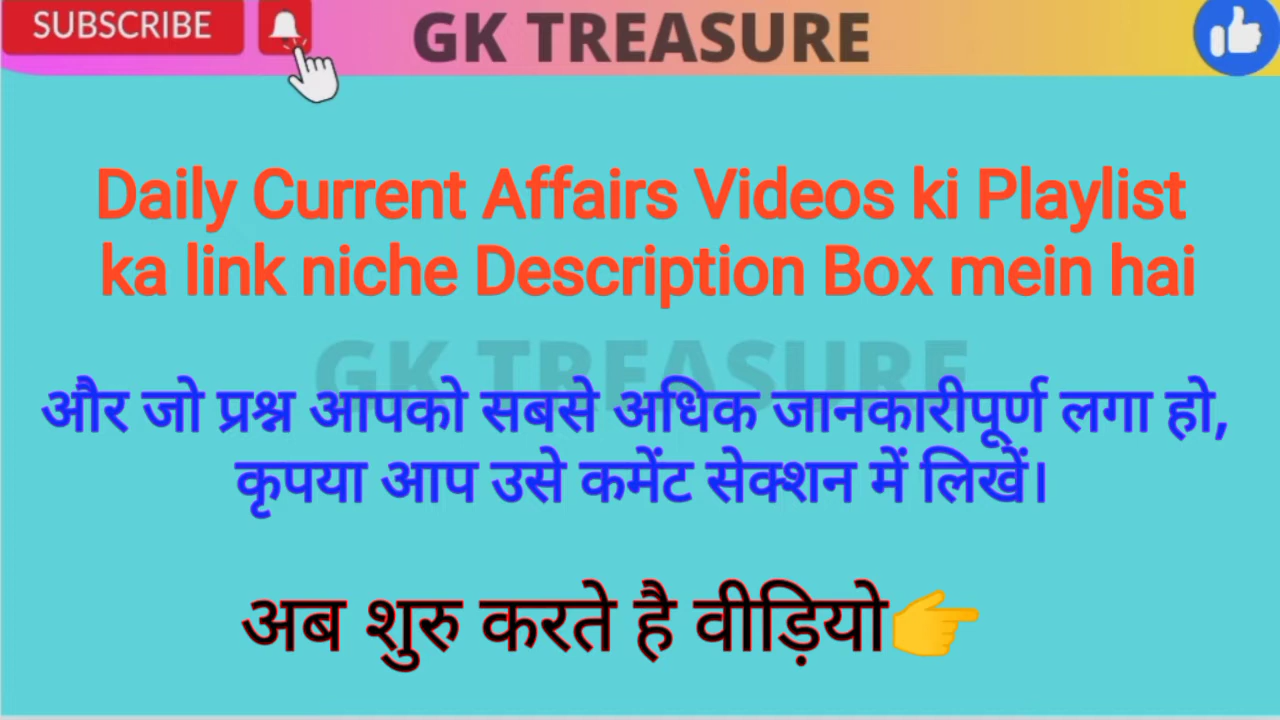 SUBSCRIBE
GK TREASURE
Daily Current Affairs Videos ki Playlist
ka link niche Description Box mein hai
GK TREASURE
और जो प्रश्न आपको सबसे अधिक जानकारीपूर्ण लगा हो,
कृपया आप उसे कमेंट सेक्शन में लिखें।
अब शुरु करते है वीड़ियो👉